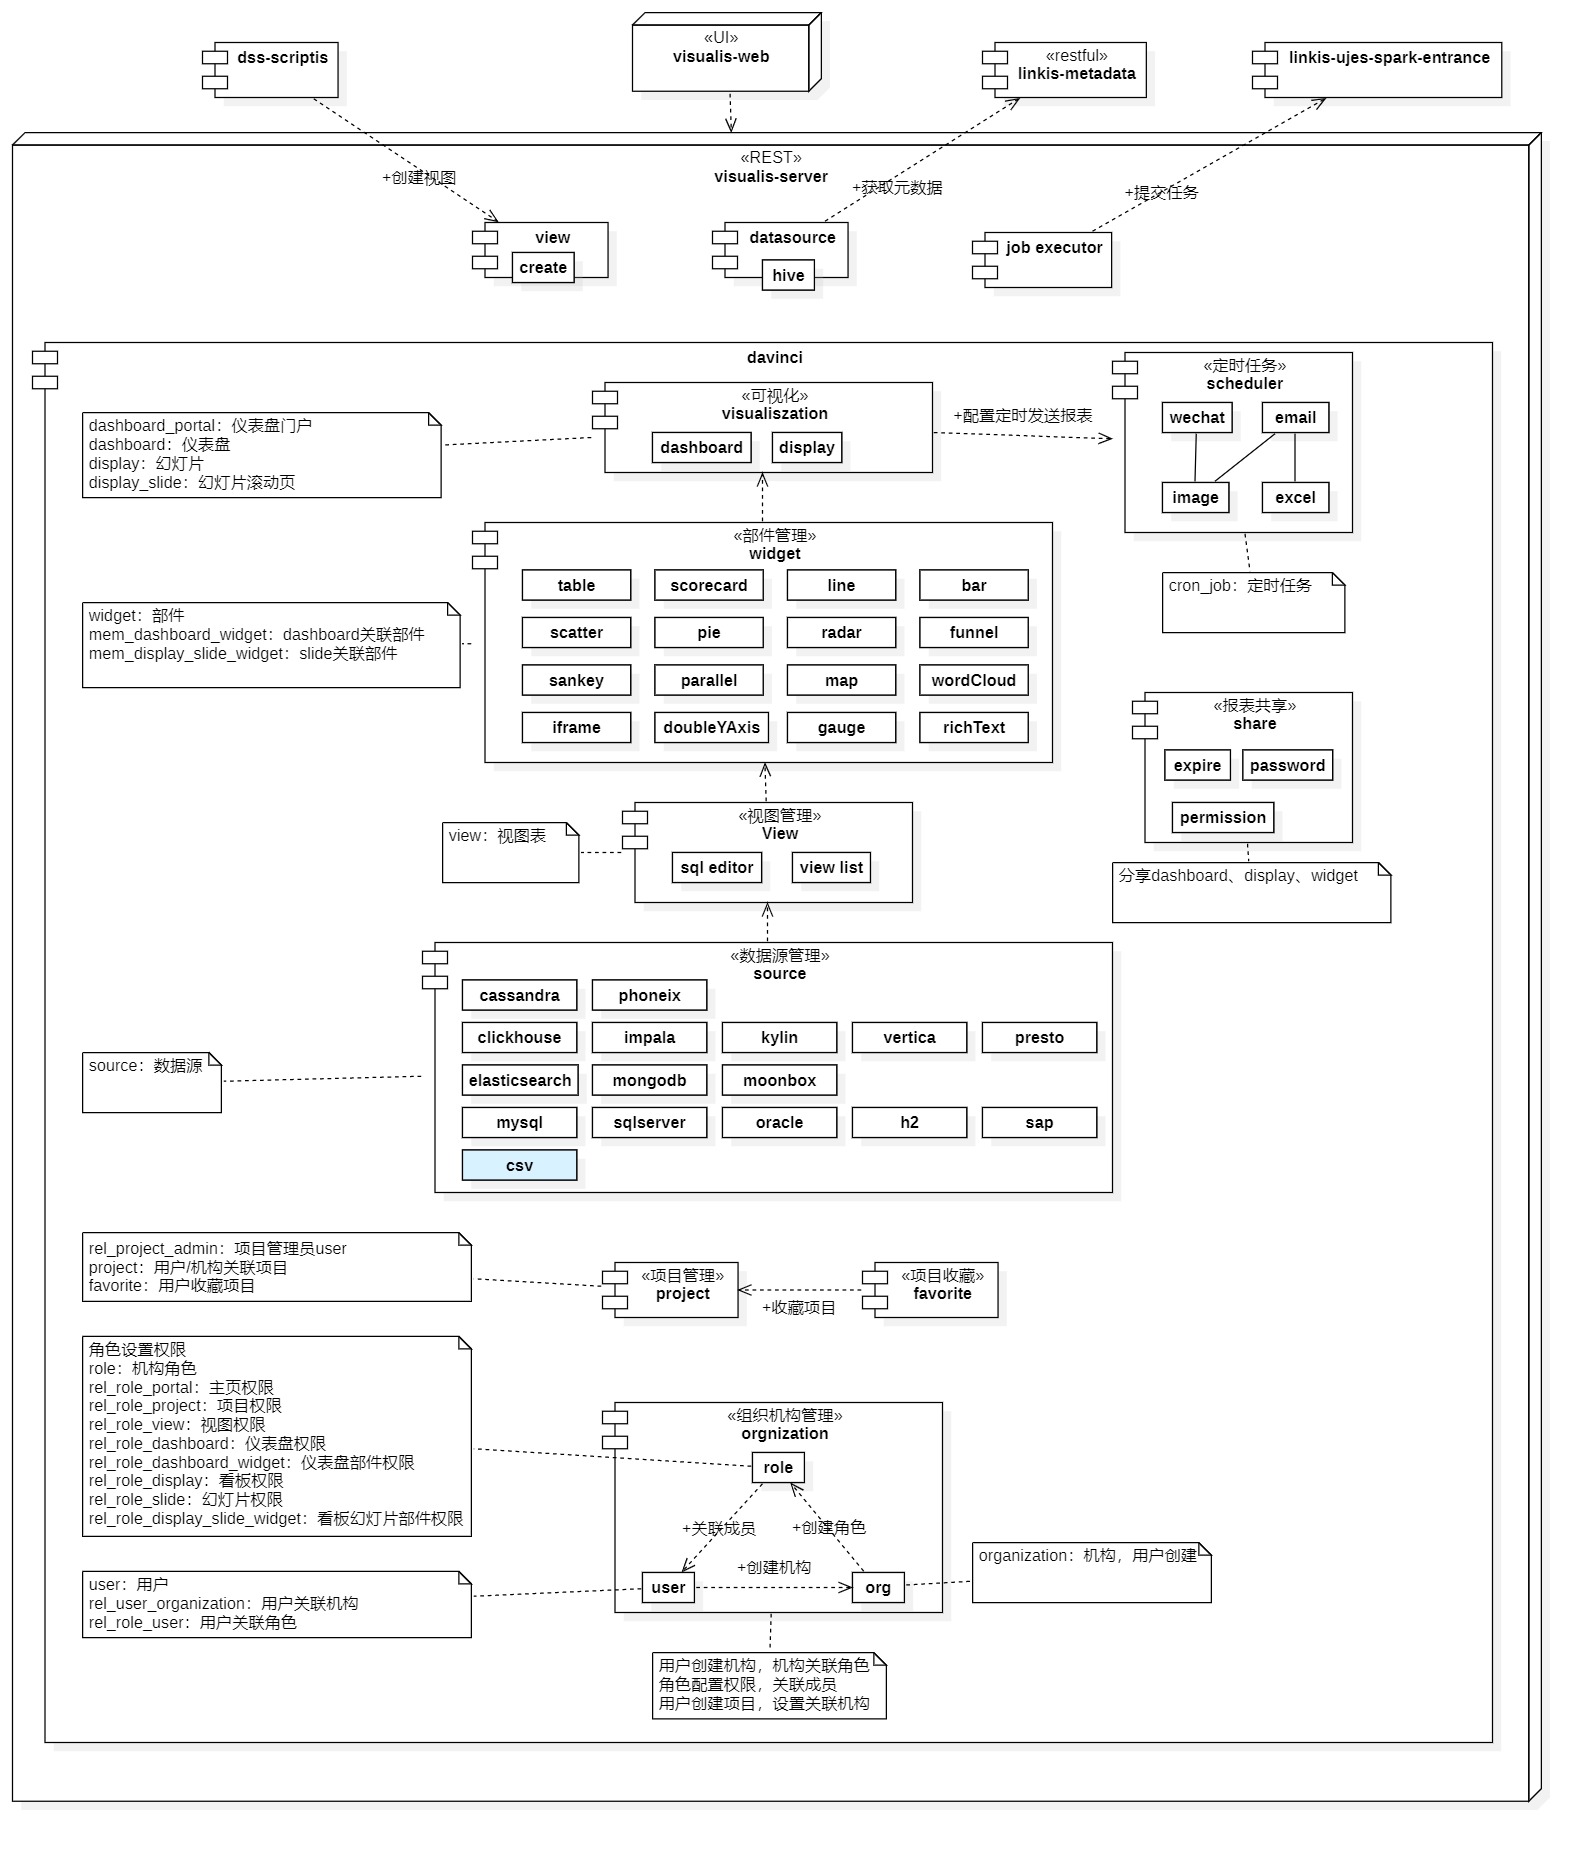 dss-scriptis
«UI»
visualis-web
«restful»
linkis-metadata
linkis-ujes-spark-entrance
«REST»
visualis-server
+创建视图
+获取元数据
+提交任务
view
create
datasource
hive
job executor
davinci
dashboard_portal：仪表盘门户
dashboard：仪表盘
display：幻灯片
display_slide：幻灯片滚动页
«可视化»
visualiszation
dashboard
display
+配置定时发送报表
«定时任务»
scheduler
wechat
email
image
excel
cron_job：定时任务
widget：部件
mem_dashboard_widget：dashboard关联部件
mem_display_slide_widget：slide关联部件
«部件管理»
widget
table
scorecard
line
bar
scatter
pie
radar
funnel
sankey
parallel
map
wordCloud
iframe
doubleYAxis
gauge
richText
«报表共享»
share
expire
password
permission
分享dashboard、display、widget
view：视图表
«视图管理»
View
sql editor
view list
source：数据源
«数据源管理»
source
cassandra
phoneix
clickhouse
impala
kylin
vertica
presto
elasticsearch
mongodb
moonbox
mysql
sqlserver
oracle
h2
sap
csv
rel_project_admin：项目管理员user
project：用户/机构关联项目
favorite：用户收藏项目
«项目管理»
project
+收藏项目
«项目收藏»
favorite
角色设置权限
role：机构角色
rel_role_portal：主页权限
rel_role_project：项目权限
rel_role_view：视图权限
rel_role_dashboard：仪表盘权限
rel_role_dashboard_widget：仪表盘部件权限
rel_role_display：看板权限
rel_role_slide：幻灯片权限
rel_role_display_slide_widget：看板幻灯片部件权限
«组织机构管理»
orgnization
role
+关联成员
+创建角色
+创建机构
user
org
organization：机构，用户创建
user：用户
rel_user_organization：用户关联机构
rel_role_user：用户关联角色
用户创建机构，机构关联角色
角色配置权限，关联成员
用户创建项目，设置关联机构